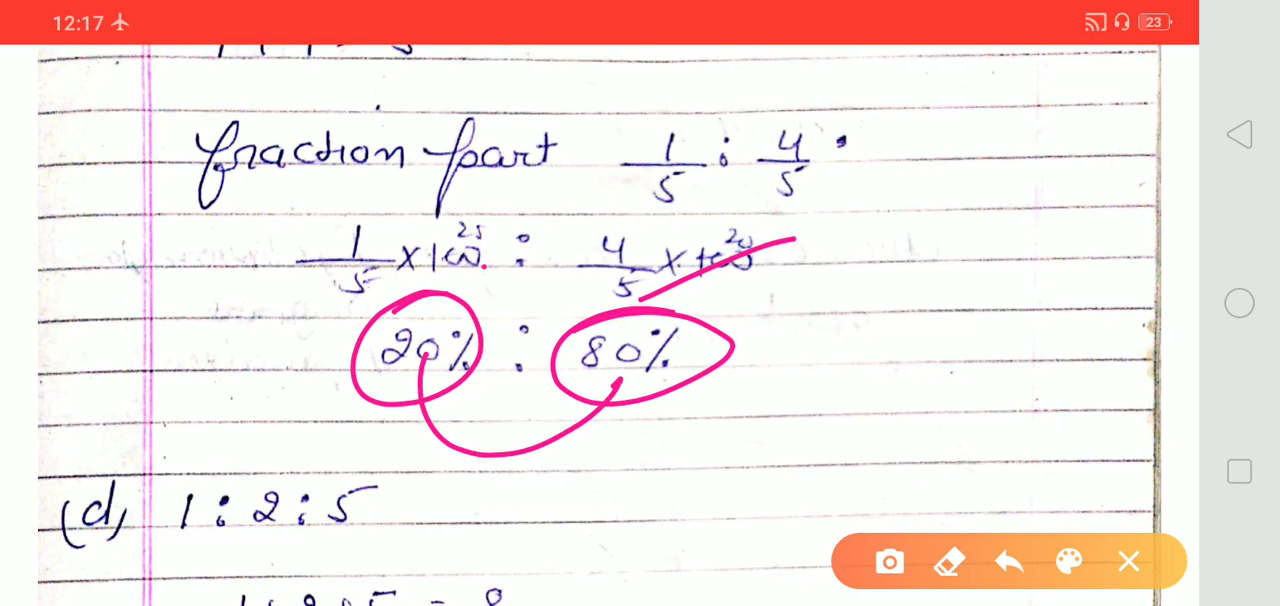 12:17 23
fraction part 1/5 : 4/5
1/5 × 100 : 4/5 × 100 20
20% : 80%
(d) 1 : 2 : 5